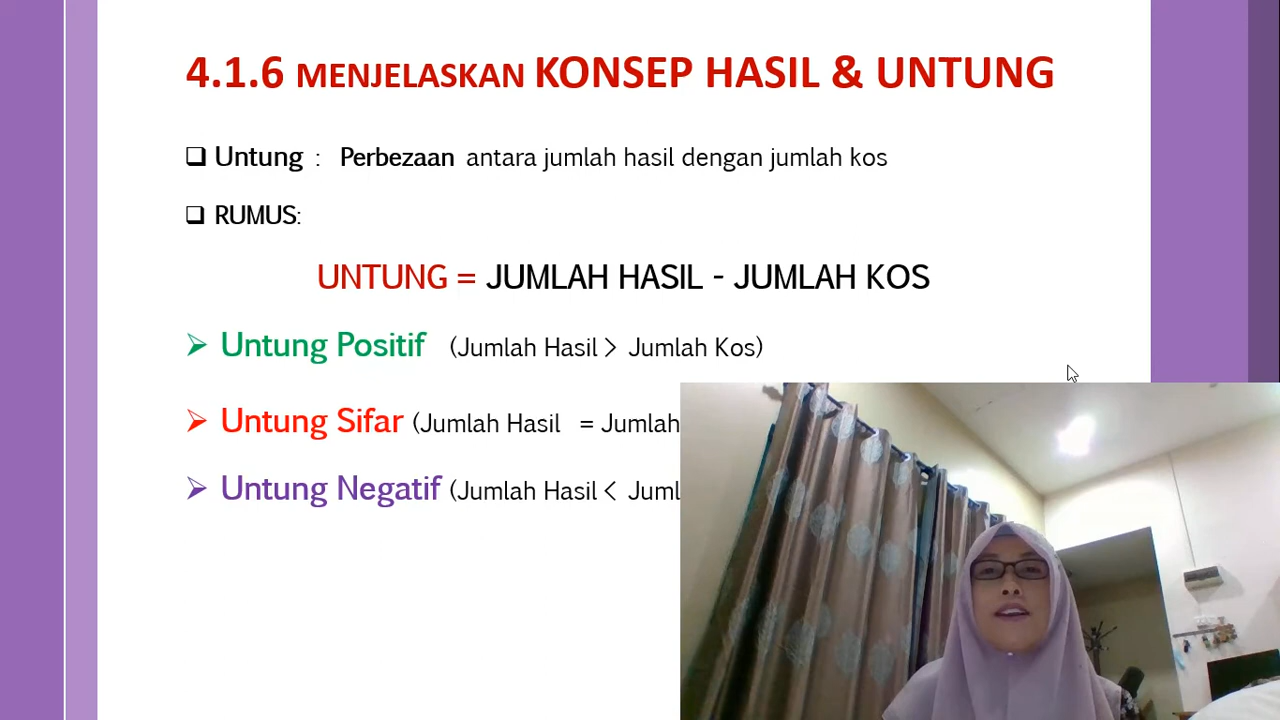 4.1.6 MENJELASKAN KONSEP HASIL & UNTUNG
Untung : Perbezaan antara jumlah hasil dengan jumlah kos
RUMUS:
UNTUNG = JUMLAH HASIL - JUMLAH KOS
Untung Positif (Jumlah Hasil > Jumlah Kos)
Untung Sifar (Jumlah Hasil = Jumlah
Untung Negatif (Jumlah Hasil <